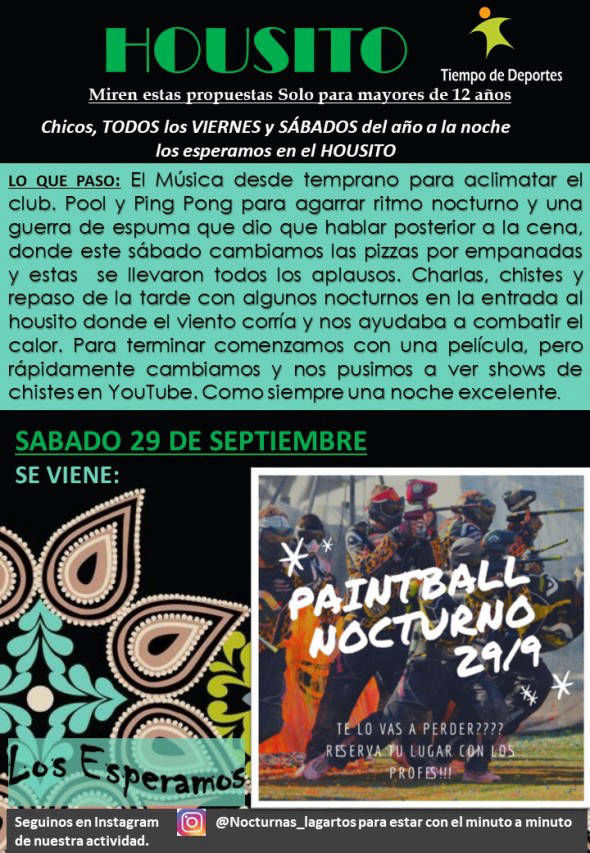 HOUSITO
Tiempo de Deportes
Miren estas propuestas Solo para mayores de 12 años
Chicos, TODOS los VIERNES y SÁBADOS del año a la noche
los esperamos en el HOUSITO
LO QUE PASO: El Música desde temprano para aclimatar el
club. Pool y Ping Pong para agarrar ritmo nocturno y una
guerra de espuma que dio que hablar posterior a la cena,
donde este sábado cambiamos las pizzas por empanadas
y estas se llevaron todos los aplausos. Charlas, chistes y
repaso de la tarde con algunos nocturnos en la entrada al
housito donde el viento corría y nos ayudaba a combatir el
calor. Para terminar comenzamos con una película, pero
rápidamente cambiamos y nos pusimos a ver shows de
chistes en YouTube. Como siempre una noche excelente.
SABADO 29 DE SEPTIEMBRE
SE VIENE:
PAINTBALL
NOCTURNO
29/9
TE LO VAS A PERDER????
RESERVA TU LUGAR CON LOS
PROFES!!!
Los Esperamos
Seguinos en Instagram
de nuestra actividad.
@Nocturnas_lagartos para estar con el minuto a minuto